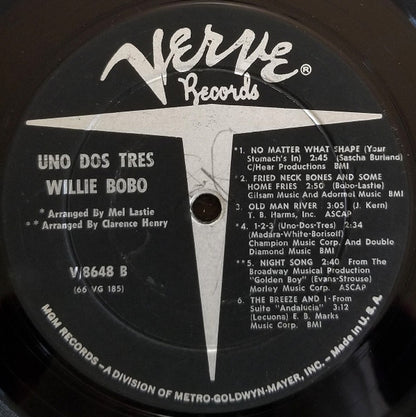 VERVE®
Records
UNO DOS TRES
WILLIE BOBO
* Arranged By Mel Lastie
** Arranged By Clarence Henry
V/8648 B
(66 VG 185)
*1. NO MATTER WHAT SHAPE (Your
Stomach's In) 2:45 (Sascha Burland)
C/Hear Productions BMI
*2. FRIED NECK BONES AND SOME
HOME FRIES 2:50 (Bobo-Lastie)
Gilsam Music And Adormel Music BMI
3. OLD MAN RIVER 3:05 (J. Kern)
T. B. Harms, Inc. ASCAP
*4. 1-2-3 (Uno-Dos-Tres) 2:34
(Madara-White-Borisoff)
Champion Music Corp. And Double
Diamond Music BMI
**5. NIGHT SONG 2:40 From The
Broadway Musical Production
"Golden Boy" (Evans-Strouse)
Morley Music Corp. ASCAP
6. THE BREEZE AND I-From
Suite "Andalucia" 3:12
(Lecuona) E. B. Marks
Music Corp. BMI
MGM RECORDS – A DIVISION OF METRO-GOLDWYN-MAYER, INC. – Made in U. S. A.